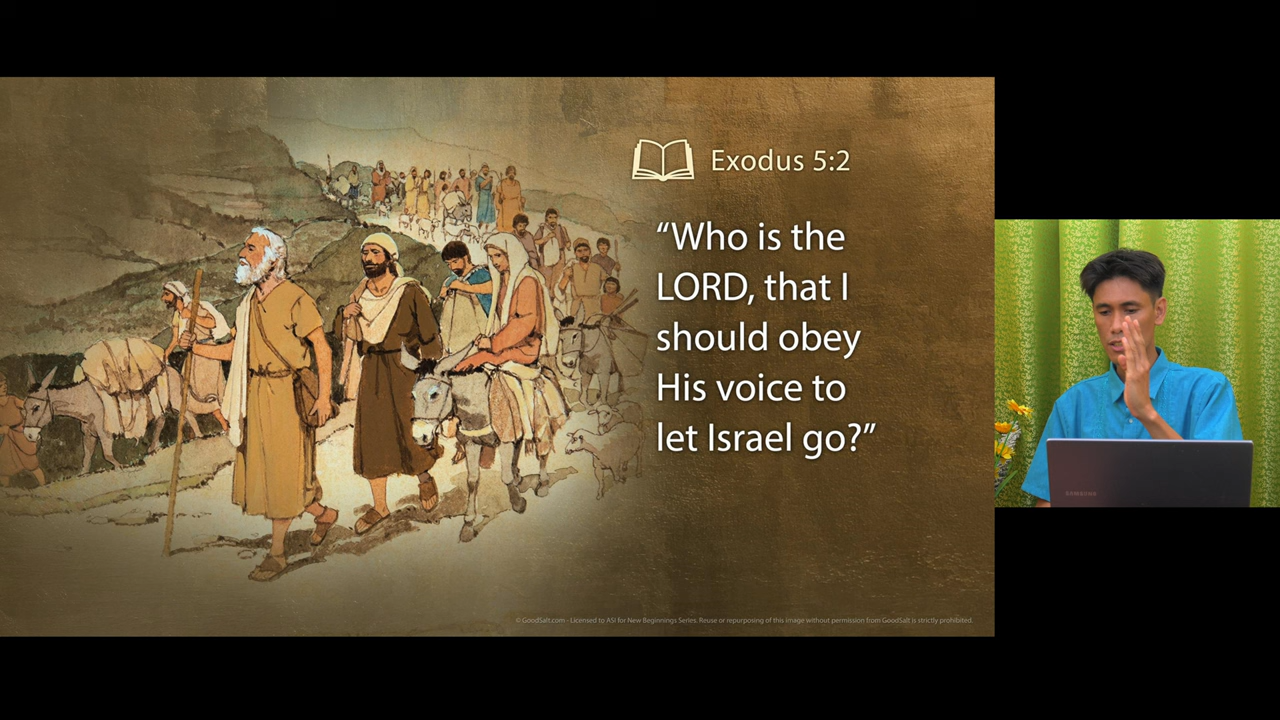 Exodus 5:2
“Who is the
LORD, that I
should obey
His voice to
let Israel go?”
© GoodSalt.com - Licensed to ASI for New Beginnings Series. Reuse or repurposing of this image without permission from GoodSalt is strictly prohibited.
SAMSUNG